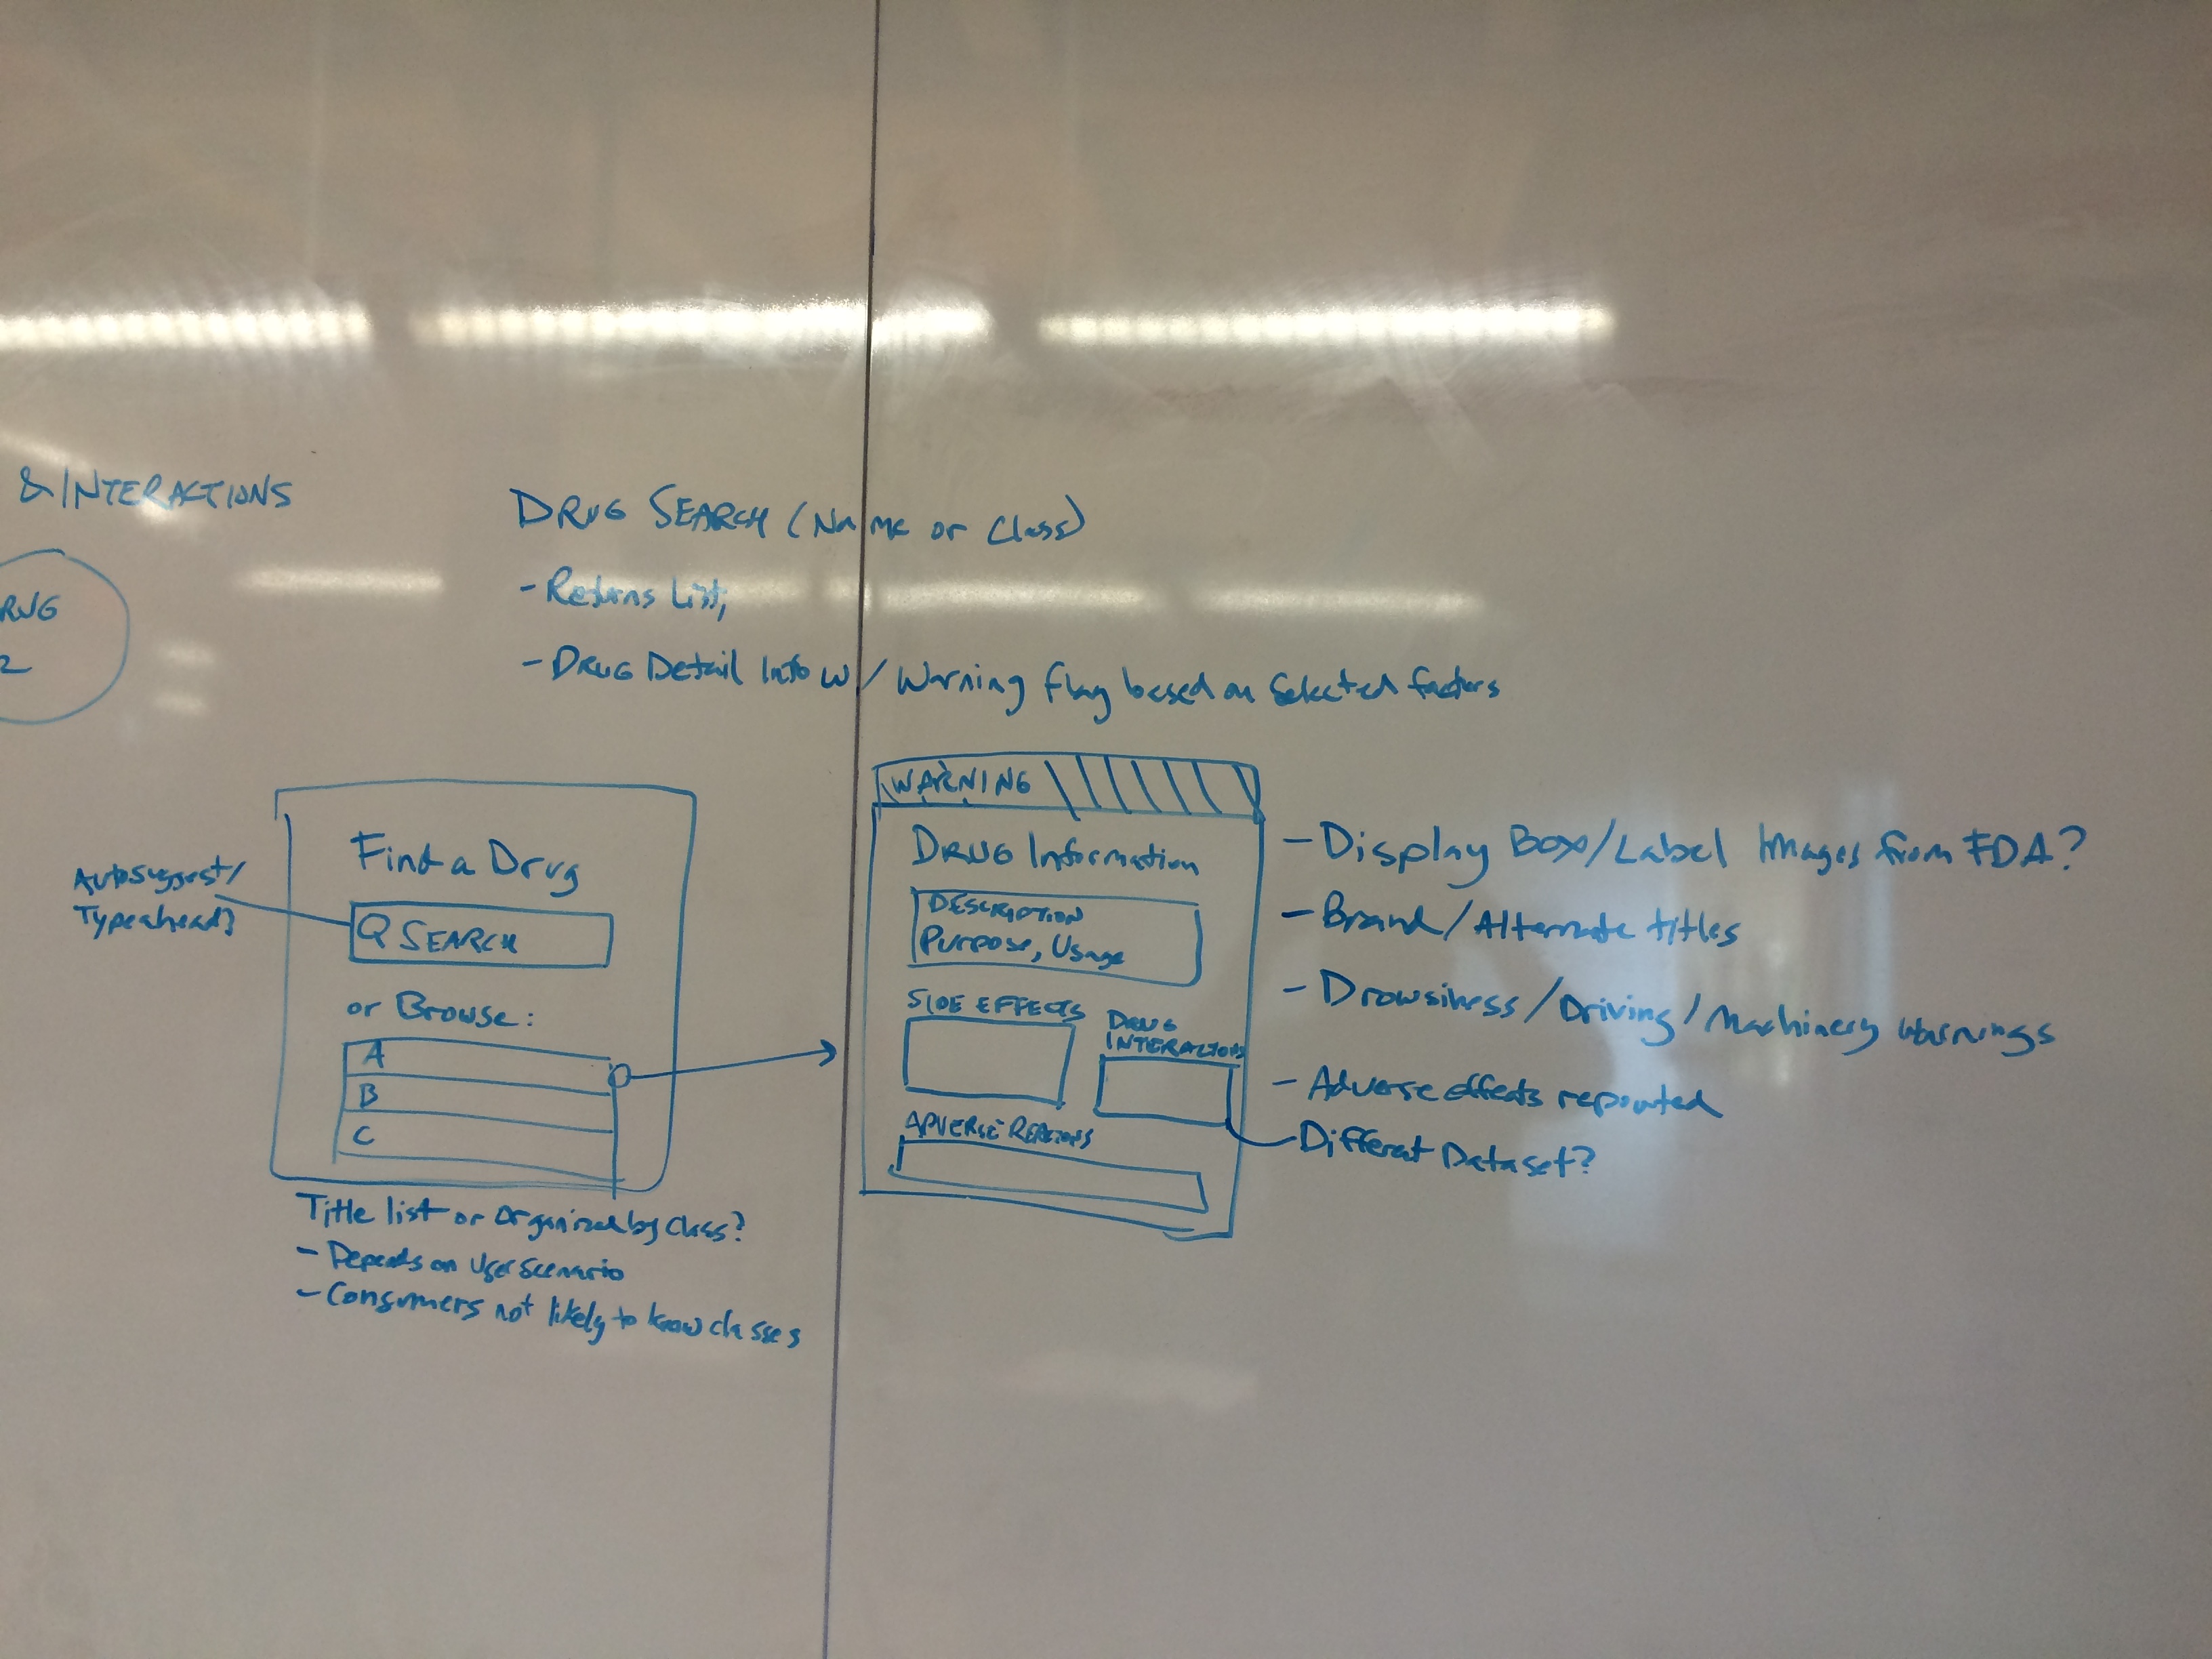 & INTERACTIONS
RUG
2
DRUG SEARCH (Name or Class)
- Returns List,
- DRUG Detail Info w/ Warning flag based on Selected factors
Autosuggest/
Typeahead?
Find a Drug
SEARCH
or Browse:
A
B
C
Title list or organized by class?
- Depends on User Scenario
- Consumers not likely to know classes
WARNING
DRUG Information
DESCRIPTION
Purpose, Usage
SIDE EFFECTS
DRUG
INTERACTIONS
ADVERSE REACTIONS
- Display Box/Label Images from FDA?
- Brand/Alternate titles
- Drowsiness/Driving/Machinery Warnings
- Adverse effects reported
Different Dataset?